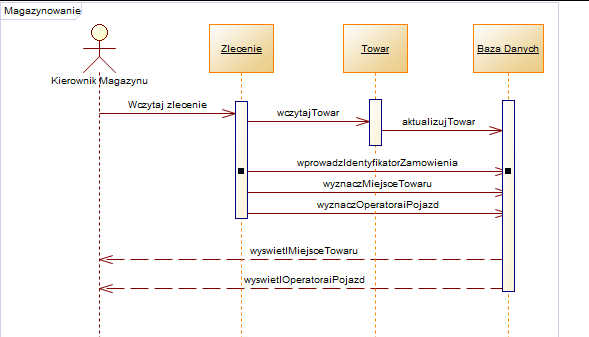 Magazynowanie
Zlecenie
Towar
Baza Danych
Kierownik Magazynu
Wczytaj zlecenie
wczytajTowar
aktualizujTowar
wprowadzIdentyfikatorZamowienia
wyznaczMiejsceTowaru
wyznaczOperatoraiPojazd
wyswietlMiejsceTowaru
wyswietlOperatoraiPojazd